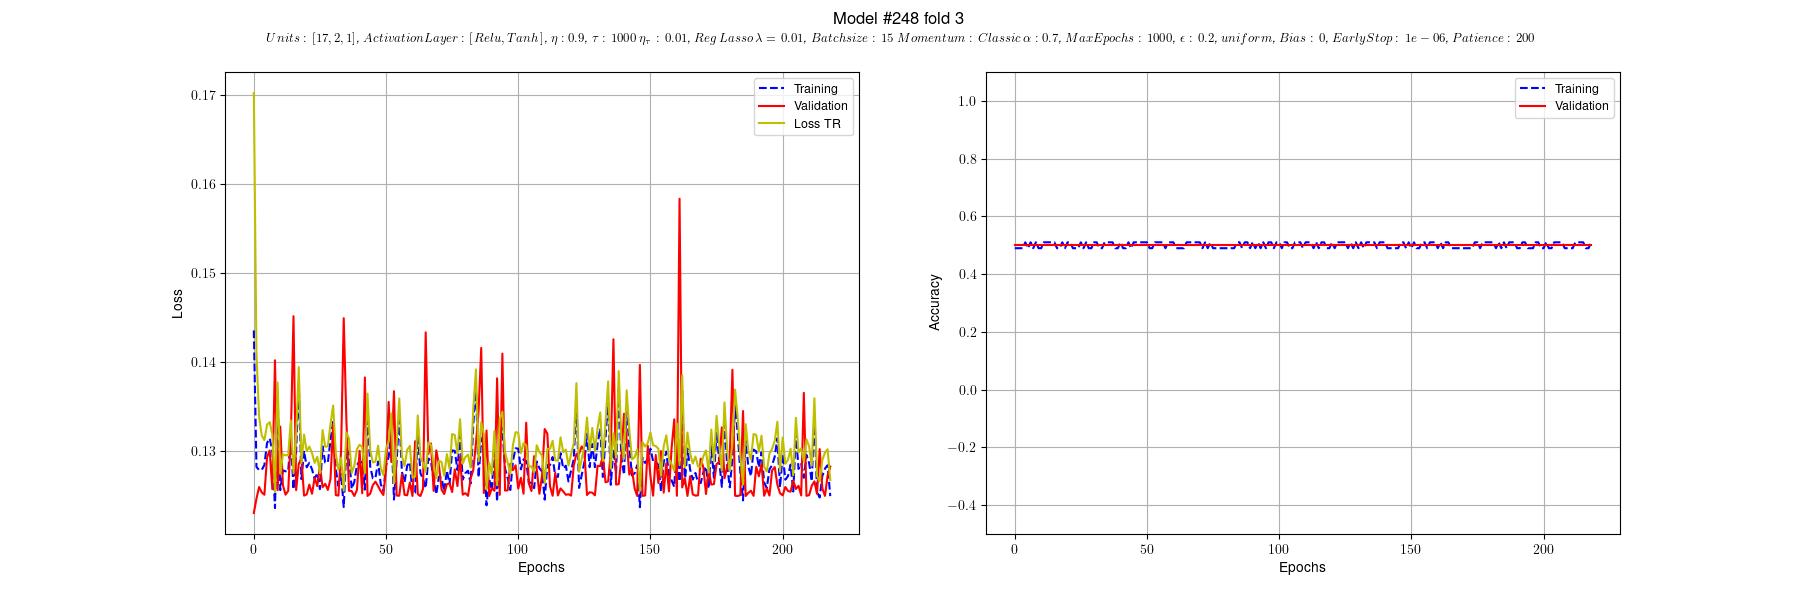 Model #248 fold 3
Units : [17, 2, 1], ActivationLayer : [Relu, Tanh], η : 0.9, τ : 1000 η_τ : 0.01, Reg Lasso λ = 0.01, Batchsize : 15 Momentum : Classic α : 0.7, MaxEpochs : 1000, ϵ : 0.2, uniform, Bias : 0, EarlyStop : 1e − 06, Patience : 200
Loss
0.17
0.16
0.15
0.14
0.13
0 50 100 150 200
Epochs
Training
Validation
Loss TR
Accuracy
1.0
0.8
0.6
0.4
0.2
0.0
−0.2
−0.4
0 50 100 150 200
Epochs
Training
Validation